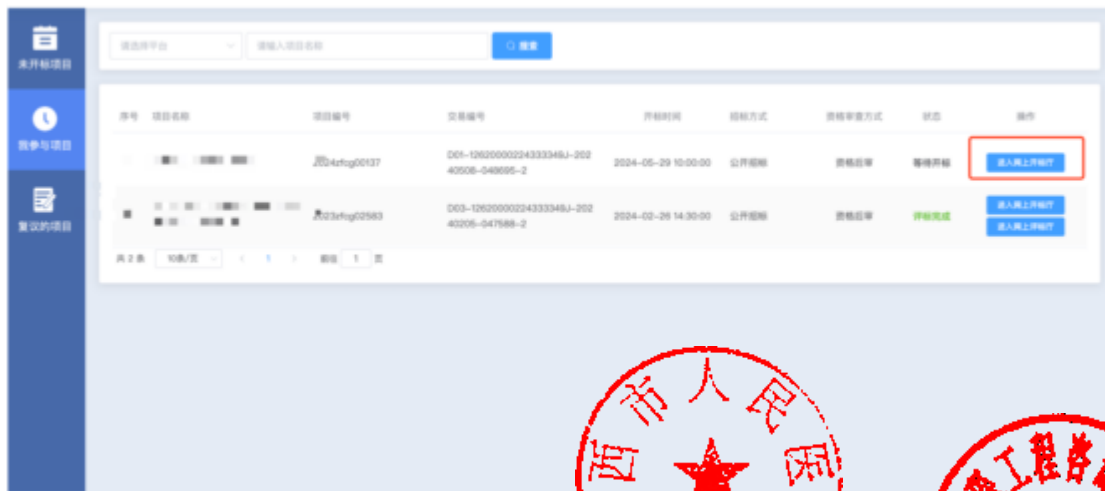 未开标项目
我参与项目
复议的项目
请选择平台 请输入项目名称 搜索
序号 项目名称 项目编号 交易编号 开标时间 招标方式 资格审查方式 状态 操作
2024zfcg00137 D01-12620000224333349J-202
40508-048695-2 2024-05-29 10:00:00 公开招标 资格后审 等待开标 进入网上开标厅
2023zfcg02583 D03-12620000224333349J-202
40205-047588-2 2024-02-26 14:30:00 公开招标 资格后审 评标完成 进入网上开标厅
进入网上评标厅
共 2 条 10条/页 1 前往 1 页
市人民
工程